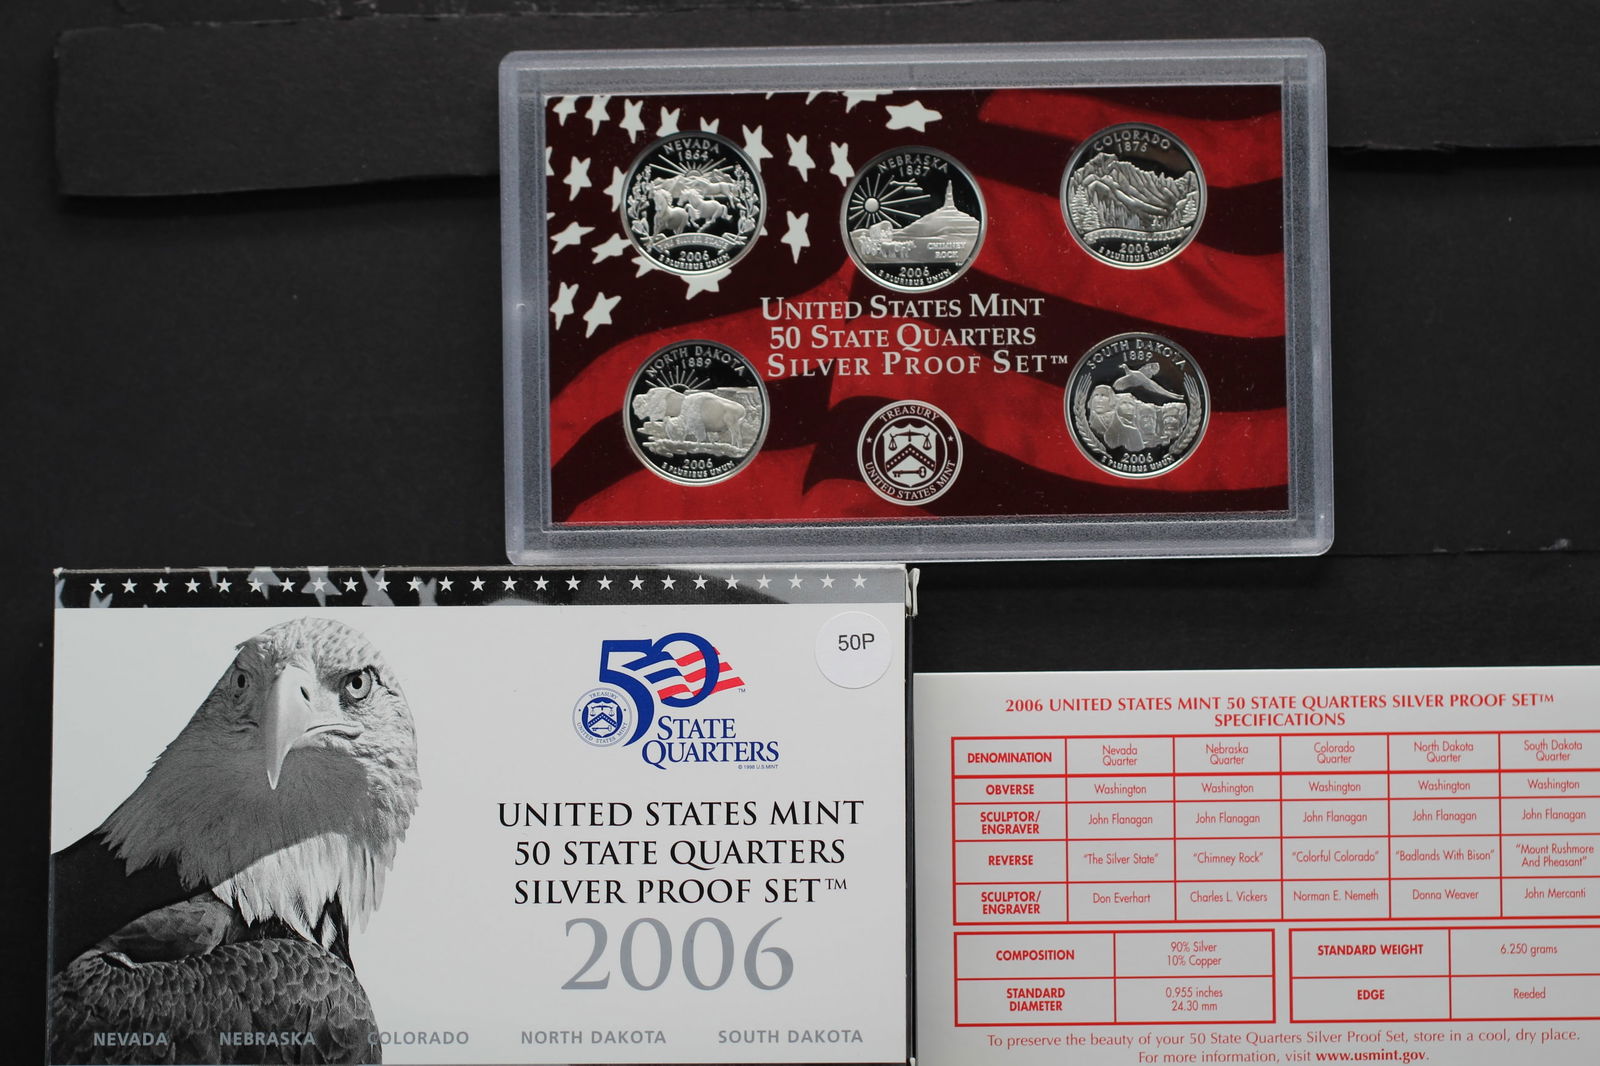 NEVADA
1864
THE SILVER STATE
2006
E PLURIBUS UNUM
NEBRASKA
1867
CHIMNEY
ROCK
2006
E PLURIBUS UNUM
COLORADO
1876
COLORFUL COLORADO
2006
E PLURIBUS UNUM
UNITED STATES MINT
50 STATE QUARTERS
SILVER PROOF SET™
NORTH DAKOTA
1889
2006
E PLURIBUS UNUM
TREASURY
UNITED STATES MINT
SOUTH DAKOTA
1889
2006
E PLURIBUS UNUM
50P
50
™
TREASURY
UNITED STATES MINT
STATE
QUARTERS
© 1998 U.S. MINT
UNITED STATES MINT
50 STATE QUARTERS
SILVER PROOF SET™
2006
NEVADA NEBRASKA COLORADO NORTH DAKOTA SOUTH DAKOTA
2006 UNITED STATES MINT 50 STATE QUARTERS SILVER PROOF SET™
SPECIFICATIONS
DENOMINATION Nevada Quarter Nebraska Quarter Colorado Quarter North Dakota Quarter South Dakota Quarter
OBVERSE Washington Washington Washington Washington Washington
SCULPTOR/ ENGRAVER John Flanagan John Flanagan John Flanagan John Flanagan John Flanagan
REVERSE "The Silver State" "Chimney Rock" "Colorful Colorado" "Badlands With Bison" "Mount Rushmore And Pheasant"
SCULPTOR/ ENGRAVER Don Everhart Charles L. Vickers Norman E. Nemeth Donna Weaver John Mercanti
COMPOSITION 90% Silver 10% Copper
STANDARD DIAMETER 0.955 inches 24.30 mm
STANDARD WEIGHT 6.250 grams
EDGE Reeded
To preserve the beauty of your 50 State Quarters Silver Proof Set, store in a cool, dry place.
For more information, visit www.usmint.gov.